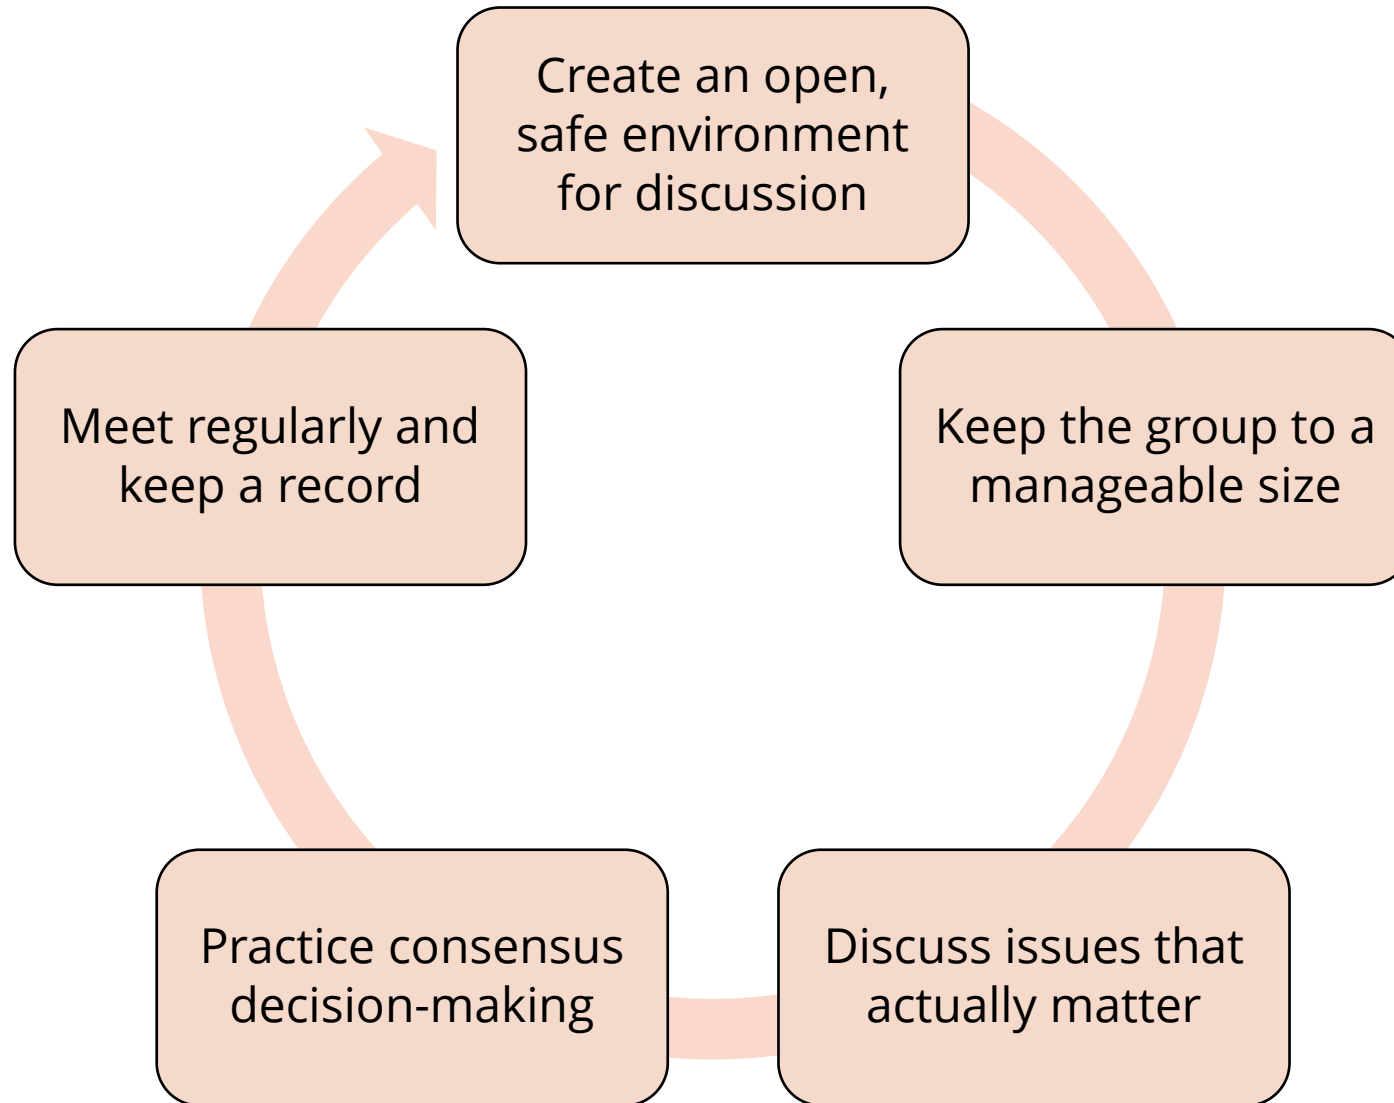 Create an open,
safe environment
for discussion
Keep the group to a
manageable size
Discuss issues that
actually matter
Practice consensus
decision-making
Meet regularly and
keep a record